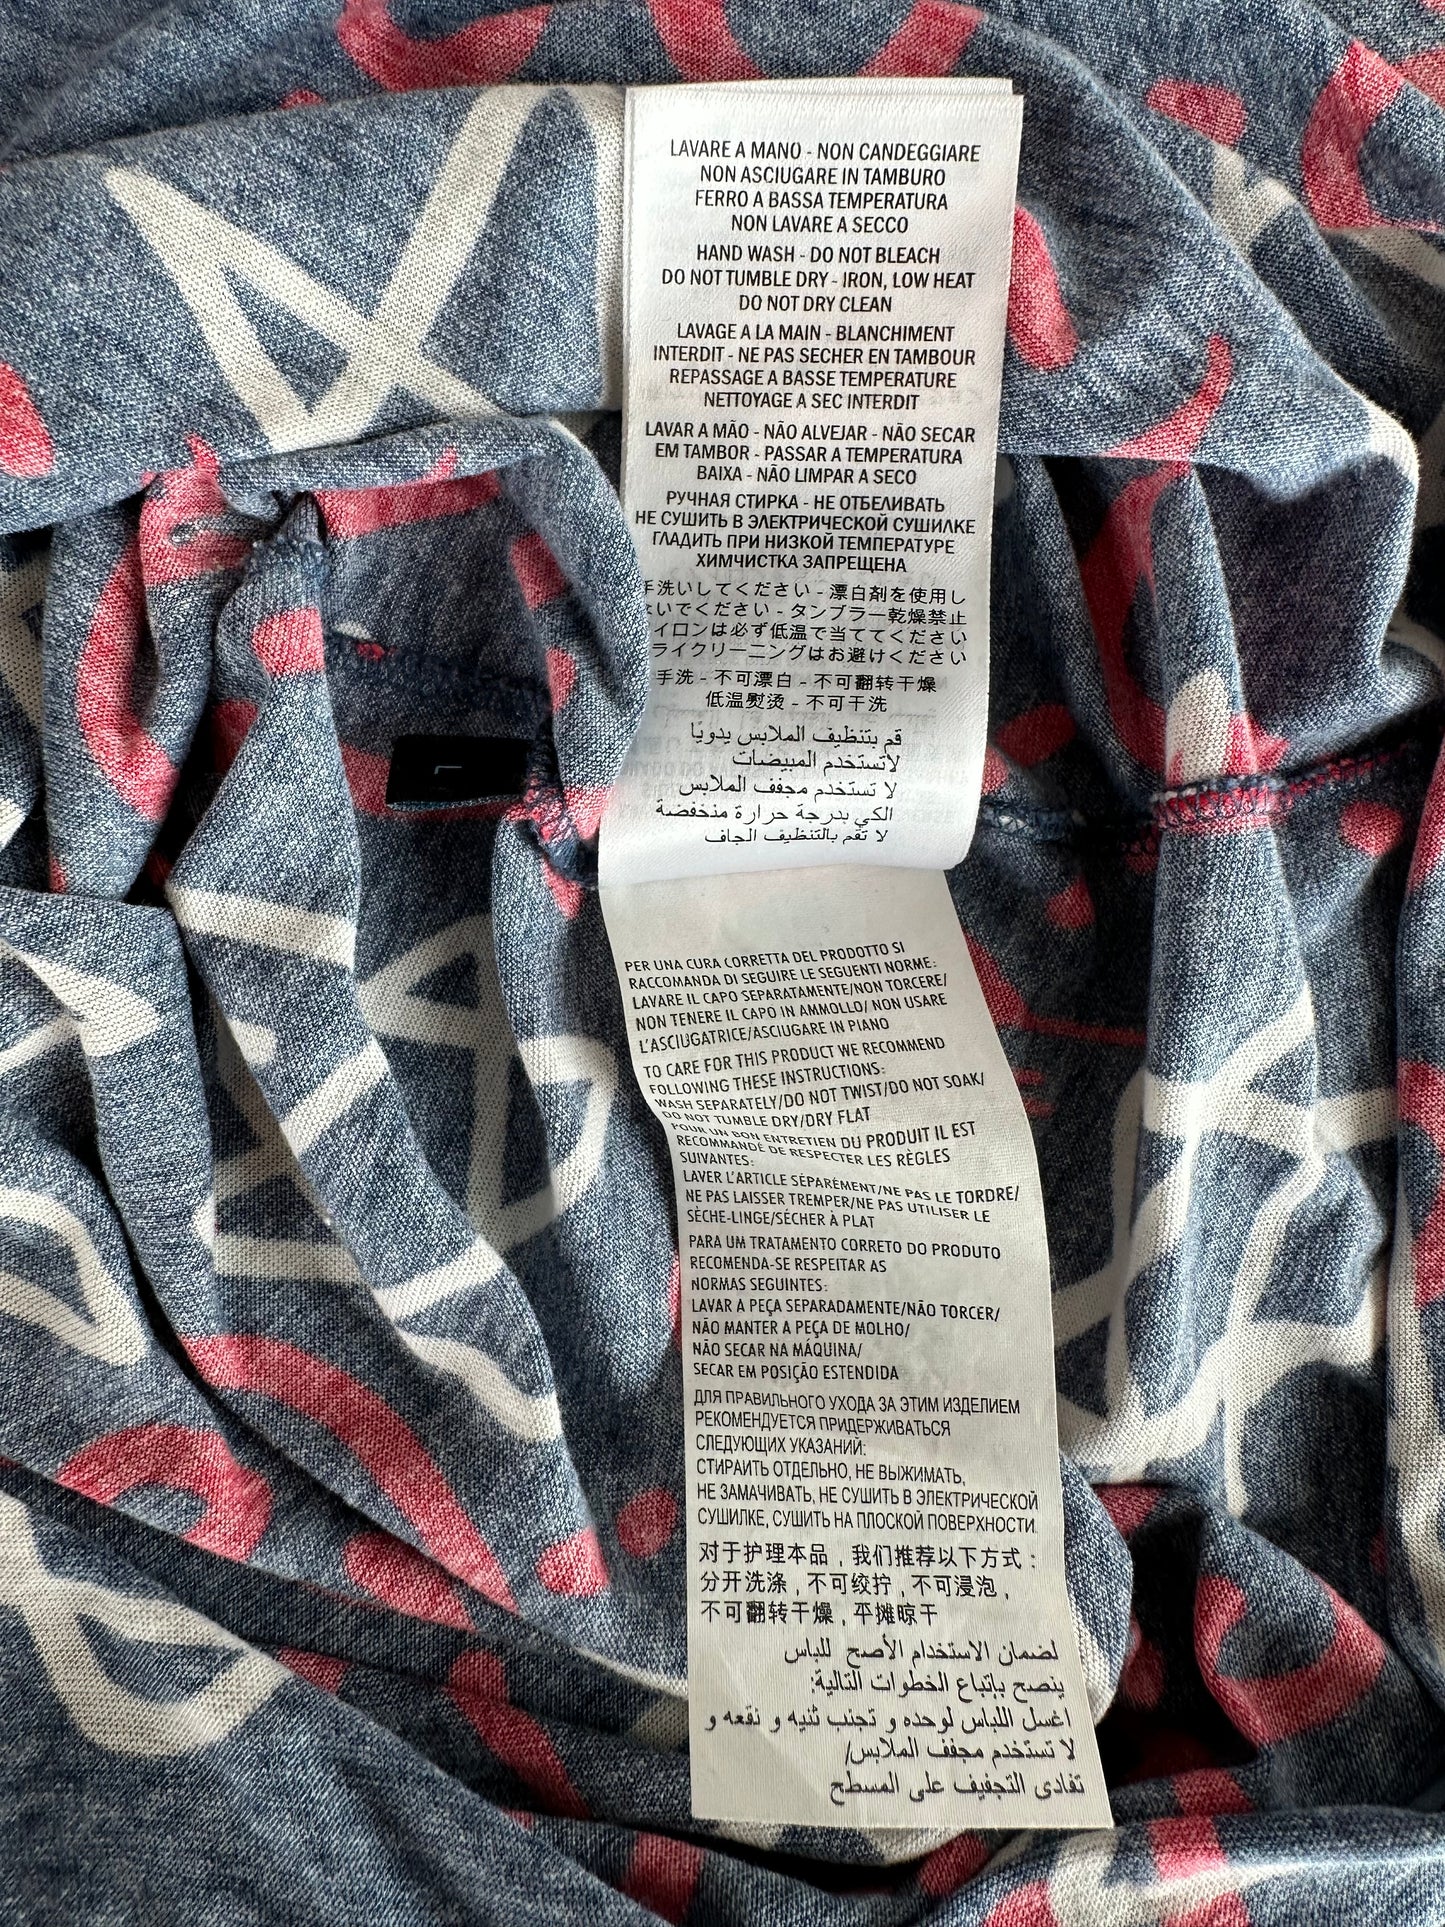 LAVARE A MANO - NON CANDEGGIARE
NON ASCIUGARE IN TAMBURO
FERRO A BASSA TEMPERATURA
NON LAVARE A SECCO
HAND WASH - DO NOT BLEACH
DO NOT TUMBLE DRY - IRON, LOW HEAT
DO NOT DRY CLEAN
LAVAGE A LA MAIN - BLANCHIMENT
INTERDIT - NE PAS SECHER EN TAMBOUR
REPASSAGE A BASSE TEMPERATURE
NETTOYAGE A SEC INTERDIT
LAVAR A MÃO - NÃO ALVEJAR - NÃO SECAR
EM TAMBOR - PASSAR A TEMPERATURA
BAIXA - NÃO LIMPAR A SECO
РУЧНАЯ СТИРКА - НЕ ОТБЕЛИВАТЬ
НЕ СУШИТЬ В ЭЛЕКТРИЧЕСКОЙ СУШИЛКЕ
ГЛАДИТЬ ПРИ НИЗКОЙ ТЕМПЕРАТУРЕ
ХИМЧИСТКА ЗАПРЕЩЕНА
手洗いしてください - 漂白剤を使用し
ないでください - タンブラー乾燥禁止
イロンは必ず低温で当ててください
ライクリーニングはお避けください
手洗 - 不可漂白 - 不可翻转干燥
低温熨烫 - 不可干洗
قم بتنظيف الملابس يدويًا
لاتستخدم المبيضات
لا تستخدم مجفف الملابس
الكي بدرجة حرارة منخفضة
لا تقم بالتنظيف الجاف
L
PER UNA CURA CORRETTA DEL PRODOTTO SI
RACCOMANDA DI SEGUIRE LE SEGUENTI NORME:
LAVARE IL CAPO SEPARATAMENTE/NON TORCERE/
NON TENERE IL CAPO IN AMMOLLO/ NON USARE
L'ASCIUGATRICE/ASCIUGARE IN PIANO
TO CARE FOR THIS PRODUCT WE RECOMMEND
FOLLOWING THESE INSTRUCTIONS:
WASH SEPARATELY/DO NOT TWIST/DO NOT SOAK/
DO NOT TUMBLE DRY/DRY FLAT
POUR UN BON ENTRETIEN DU PRODUIT IL EST
RECOMMANDÉ DE RESPECTER LES RÈGLES
SUIVANTES:
LAVER L'ARTICLE SÉPARÉMENT/NE PAS LE TORDRE/
NE PAS LAISSER TREMPER/NE PAS UTILISER LE
SÈCHE-LINGE/SÉCHER À PLAT
PARA UM TRATAMENTO CORRETO DO PRODUTO
RECOMENDA-SE RESPEITAR AS
NORMAS SEGUINTES:
LAVAR A PEÇA SEPARADAMENTE/NÃO TORCER/
NÃO MANTER A PEÇA DE MOLHO/
NÃO SECAR NA MÁQUINA/
SECAR EM POSIÇÃO ESTENDIDA
ДЛЯ ПРАВИЛЬНОГО УХОДА ЗА ЭТИМ ИЗДЕЛИЕМ
РЕКОМЕНДУЕТСЯ ПРИДЕРЖИВАТЬСЯ
СЛЕДУЮЩИХ УКАЗАНИЙ:
СТИРАИТЬ ОТДЕЛЬНО, НЕ ВЫЖИМАТЬ,
НЕ ЗАМАЧИВАТЬ, НЕ СУШИТЬ В ЭЛЕКТРИЧЕСКОЙ
СУШИЛКЕ, СУШИТЬ НА ПЛОСКОЙ ПОВЕРХНОСТИ.
对于护理本品，我们推荐以下方式：
分开洗涤，不可绞拧，不可浸泡，
不可翻转干燥，平摊晾干
لضمان الاستخدام الأصح للباس
ينصح بإتباع الخطوات التالية:
اغسل اللباس لوحده و تجنب ثنيه و نقعه و
لا تستخدم مجفف الملابس/
تفادى التجفيف على المسطح